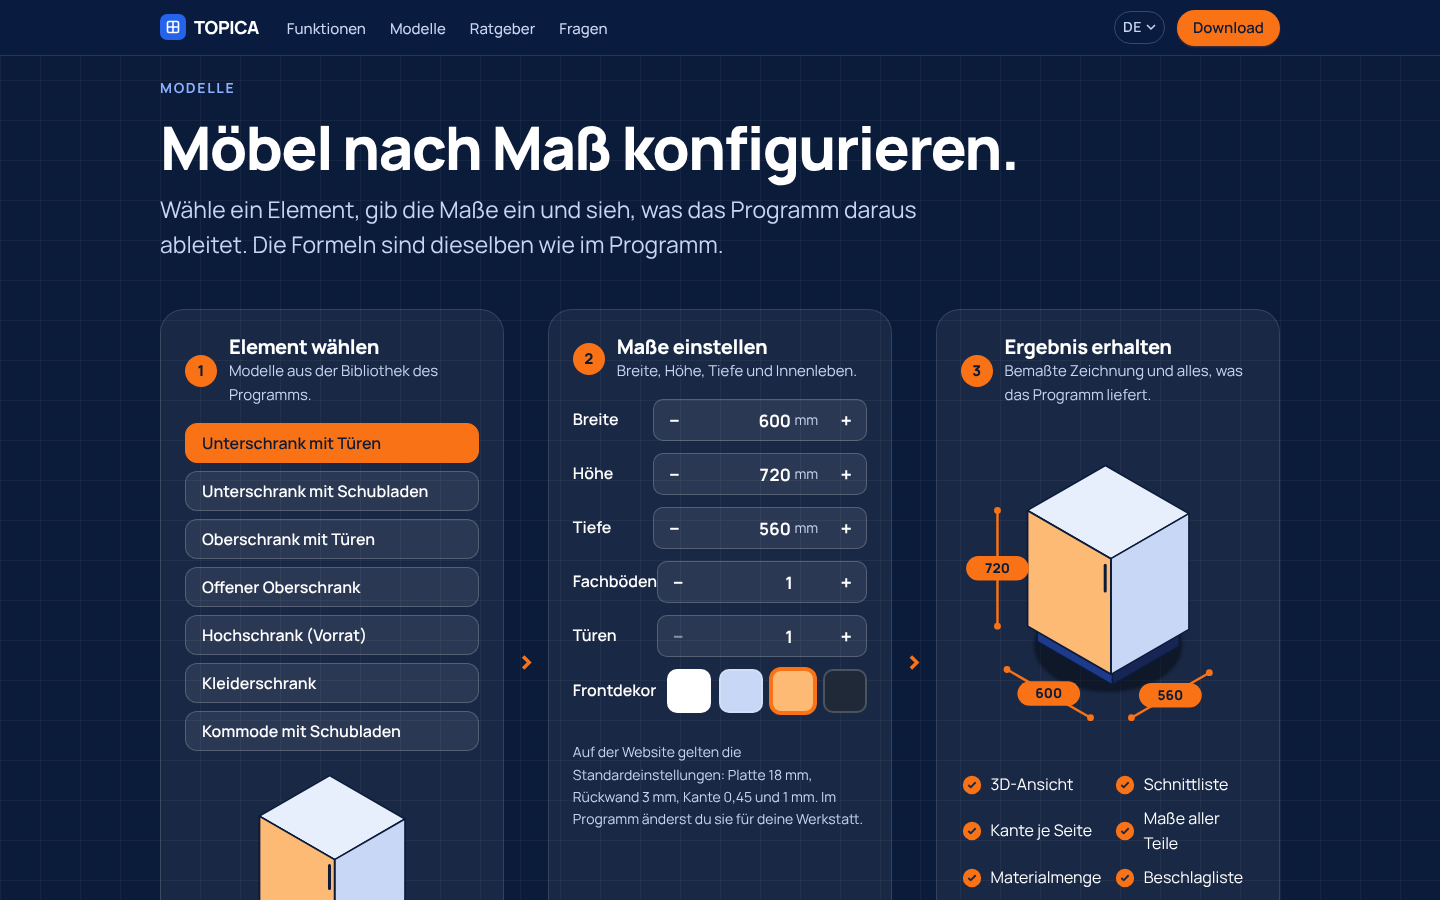 TOPICA
Funktionen
Modelle
Ratgeber
Fragen
DE
Download
MODELLE
Möbel nach Maß konfigurieren.
Wähle ein Element, gib die Maße ein und sieh, was das Programm daraus
ableitet. Die Formeln sind dieselben wie im Programm.
1
Element wählen
Modelle aus der Bibliothek des
Programms.
Unterschrank mit Türen
Unterschrank mit Schubladen
Oberschrank mit Türen
Offener Oberschrank
Hochschrank (Vorrat)
Kleiderschrank
Kommode mit Schubladen
2
Maße einstellen
Breite, Höhe, Tiefe und Innenleben.
Breite − 600 mm +
Höhe − 720 mm +
Tiefe − 560 mm +
Fachböden − 1 +
Türen − 1 +
Frontdekor
Auf der Website gelten die
Standardeinstellungen: Platte 18 mm,
Rückwand 3 mm, Kante 0,45 und 1 mm. Im
Programm änderst du sie für deine Werkstatt.
3
Ergebnis erhalten
Bemaßte Zeichnung und alles, was
das Programm liefert.
720
600
560
3D-Ansicht
Schnittliste
Kante je Seite
Maße aller
Teile
Materialmenge
Beschlagliste